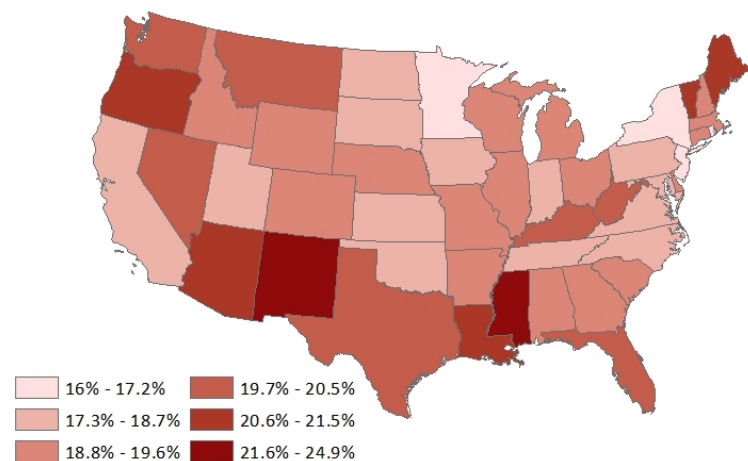 16% - 17.2%
17.3% - 18.7%
18.8% - 19.6%
19.7% - 20.5%
20.6% - 21.5%
21.6% - 24.9%